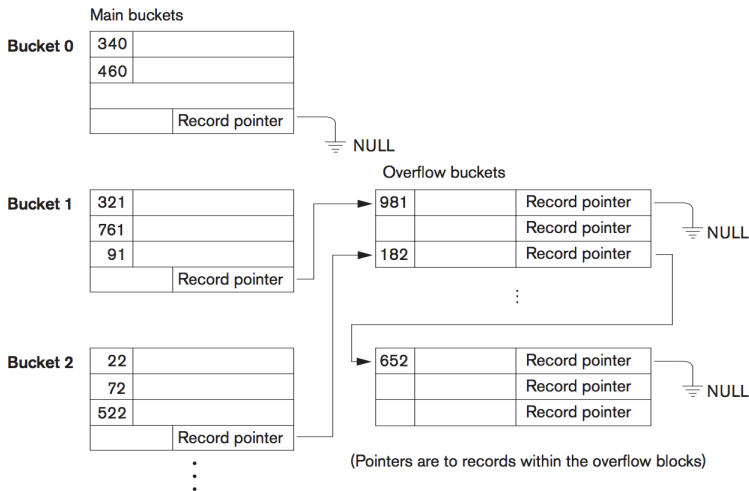 Main buckets
Bucket 0
340
460
Record pointer
NULL
Overflow buckets
Bucket 1
321
761
91
Record pointer
981 Record pointer
Record pointer
182 Record pointer
NULL
Bucket 2
22
72
522
Record pointer
652 Record pointer
Record pointer
Record pointer
NULL
(Pointers are to records within the overflow blocks)